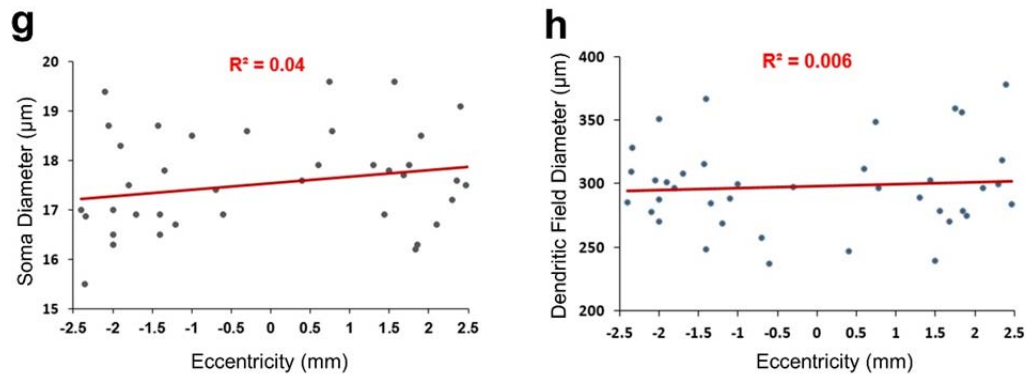 g
R² = 0.04
Soma Diameter (μm)
20
19
18
17
16
15
-2.5 -2 -1.5 -1 -0.5 0 0.5 1 1.5 2 2.5
Eccentricity (mm)
h
R² = 0.006
Dendritic Field Diameter (μm)
400
350
300
250
200
-2.5 -2 -1.5 -1 -0.5 0 0.5 1 1.5 2 2.5
Eccentricity (mm)